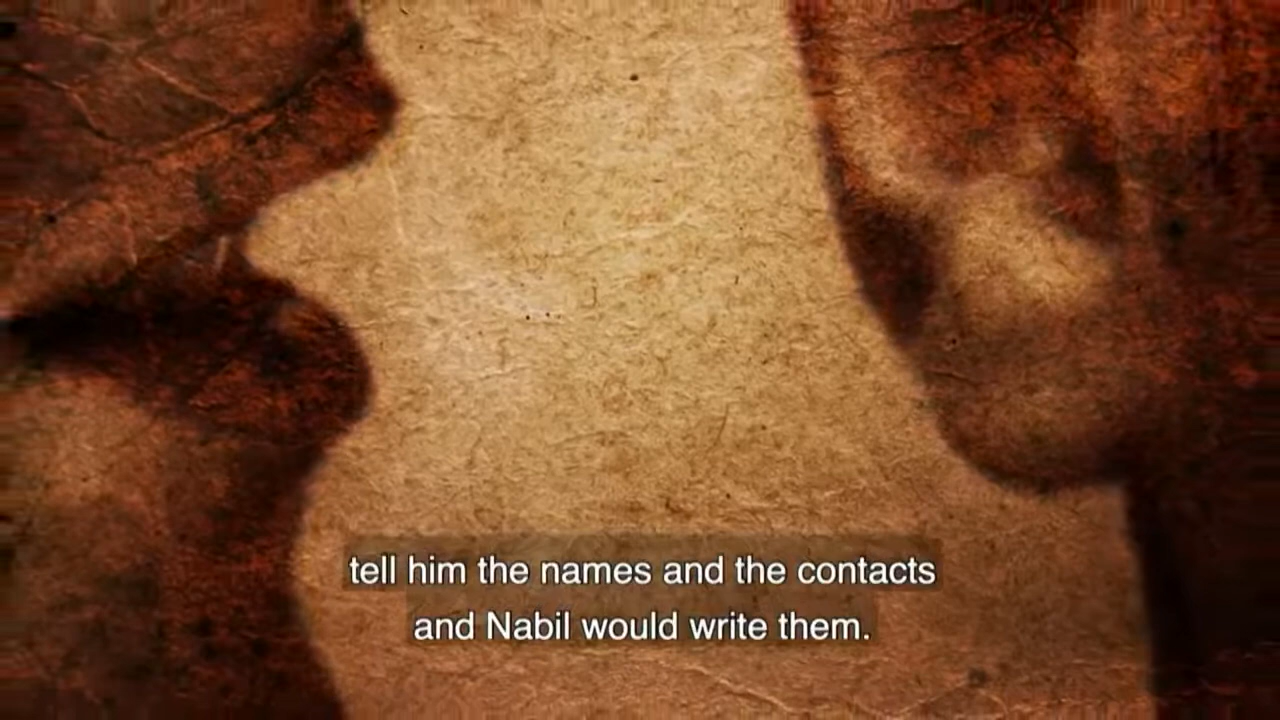 tell him the names and the contacts
and Nabil would write them.